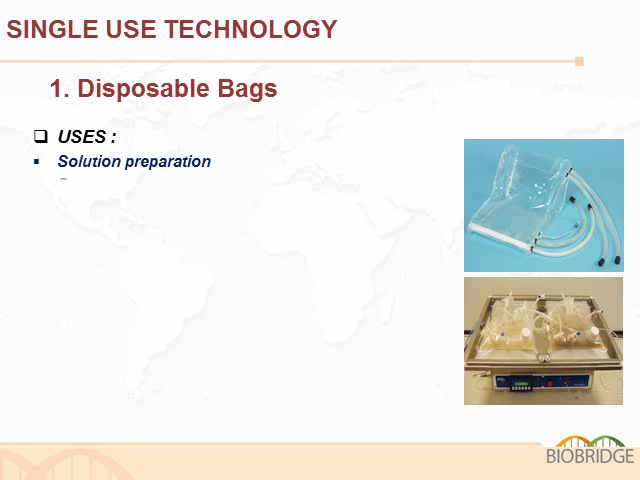 SINGLE USE TECHNOLOGY
1. Disposable Bags
USES :
Solution preparation
BIOBRIDGE